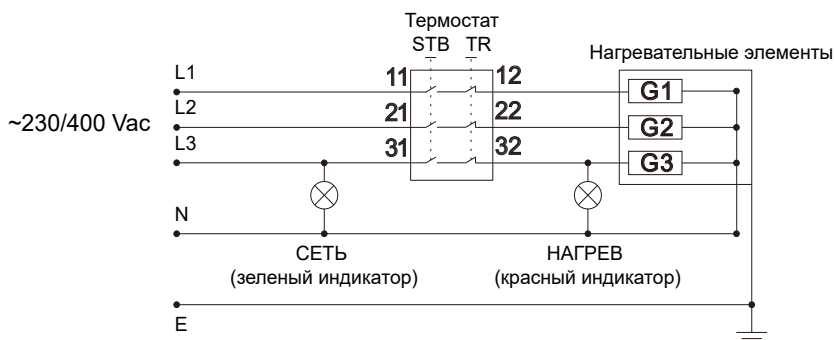 Термостат
STB TR
Нагревательные элементы
L1 11 12 G1
L2 21 22 G2
~230/400 Vac
L3 31 32 G3
N
СЕТЬ
(зеленый индикатор)
НАГРЕВ
(красный индикатор)
E